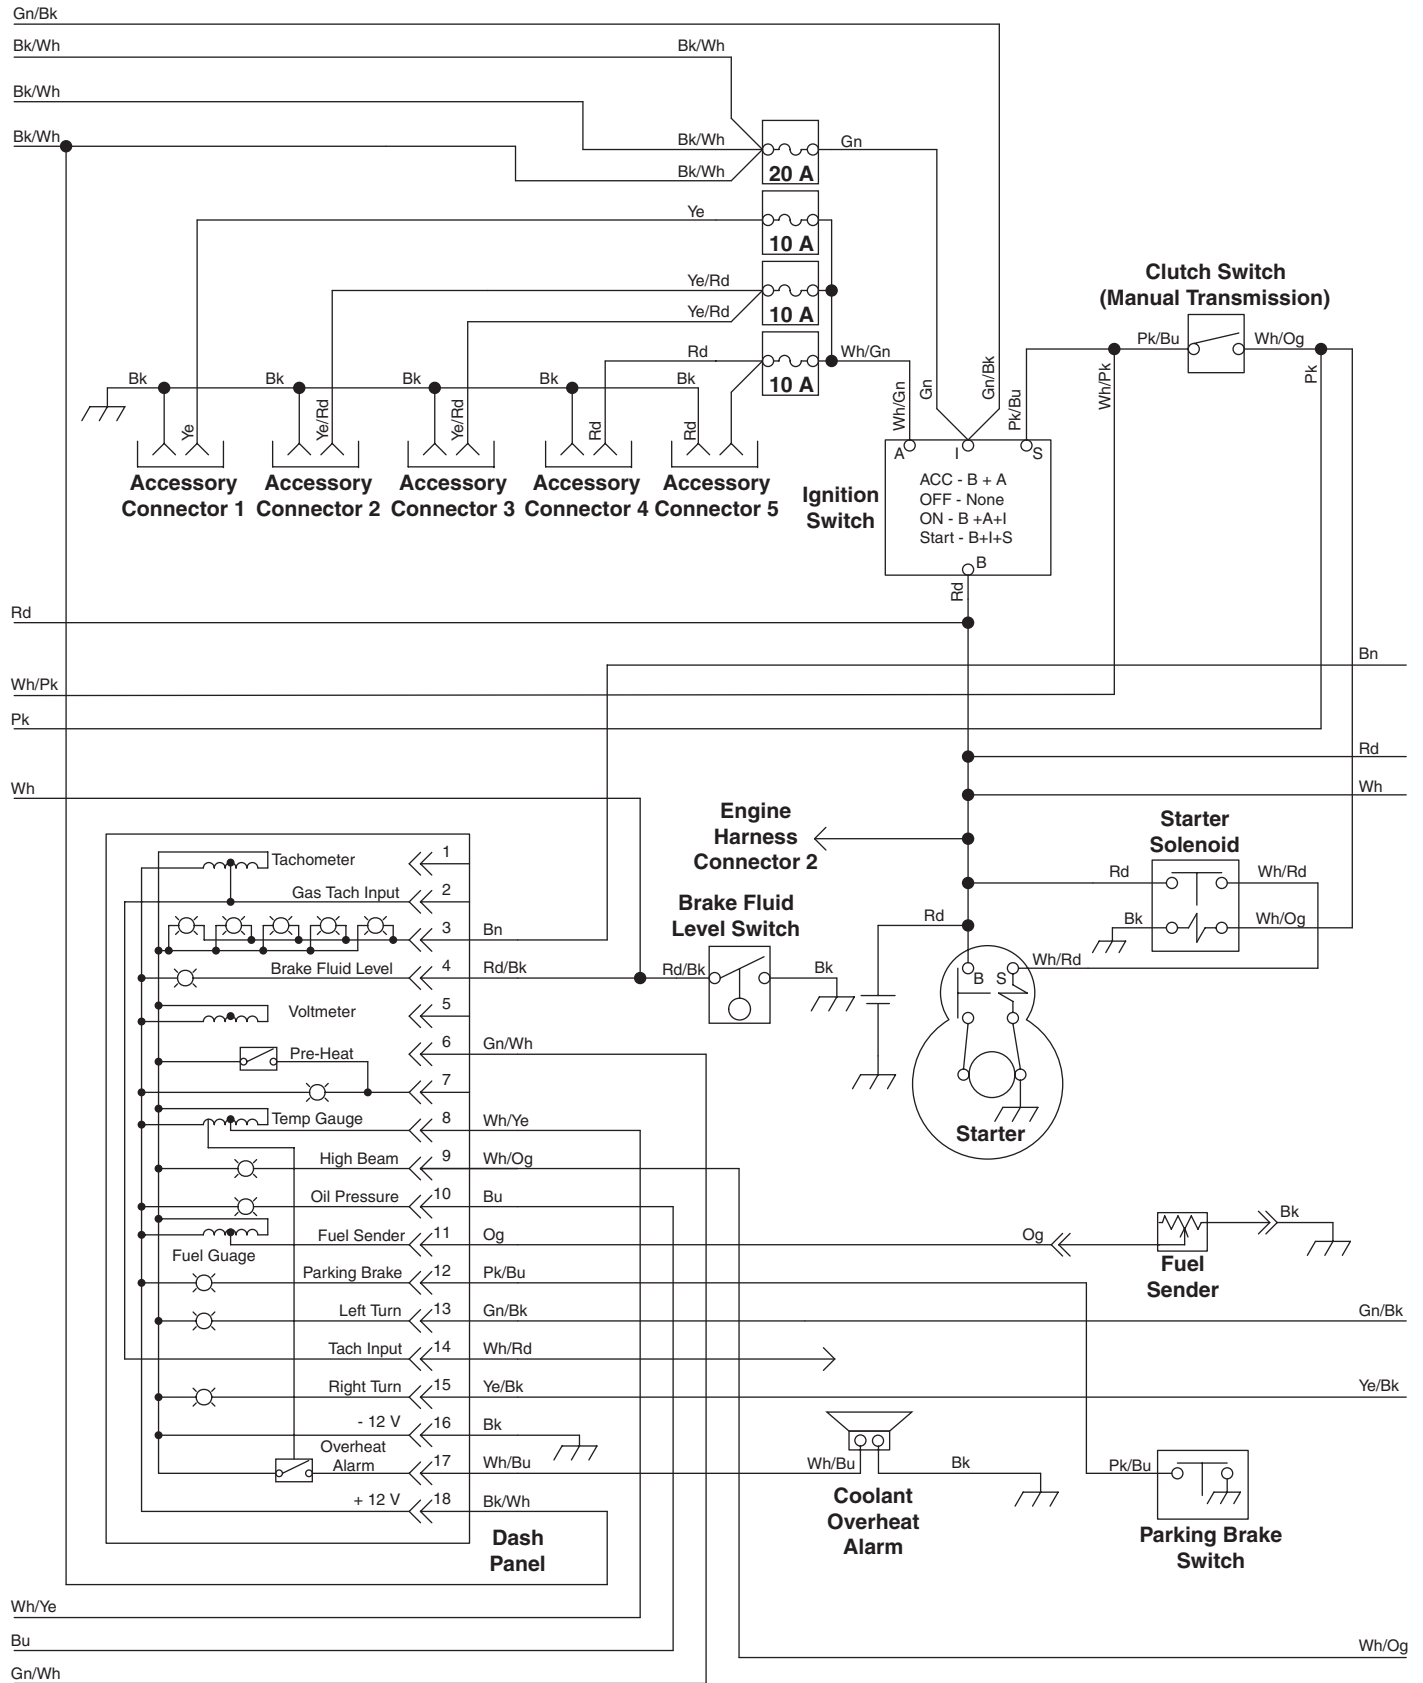 Gn/Bk
Bk/Wh
Bk/Wh
Bk/Wh
Bk/Wh
Bk/Wh
Bk/Wh
Gn
20 A
Ye
10 A
Ye/Rd
Ye/Rd
10 A
Rd
Wh/Gn
10 A
Clutch Switch
(Manual Transmission)
Pk/Bu
Wh/Og
Wh/Pk
Pk
Bk
Bk
Bk
Bk
Bk
Ye
Ye/Rd
Ye/Rd
Rd
Rd
Wh/Gn
Gn
Gn/Bk
Pk/Bu
A
I
S
Accessory
Connector 1
Accessory
Connector 2
Accessory
Connector 3
Accessory
Connector 4
Accessory
Connector 5
Ignition
Switch
ACC - B + A
OFF - None
ON - B +A+I
Start - B+I+S
B
Rd
Rd
Bn
Wh/Pk
Pk
Rd
Wh
Wh
Engine
Harness
Connector 2
Starter
Solenoid
Rd
Wh/Rd
Bk
Wh/Og
Brake Fluid
Level Switch
Rd
Wh/Rd
Rd/Bk
Bk
B
S
Starter
Tachometer
1
Gas Tach Input
2
3
Bn
Brake Fluid Level
4
Rd/Bk
Voltmeter
5
Pre-Heat
6
Gn/Wh
7
Temp Gauge
8
Wh/Ye
High Beam
9
Wh/Og
Oil Pressure
10
Bu
Fuel Sender
11
Og
Fuel Guage
Og
Bk
Fuel
Sender
Parking Brake
12
Pk/Bu
Left Turn
13
Gn/Bk
Gn/Bk
Tach Input
14
Wh/Rd
Right Turn
15
Ye/Bk
Ye/Bk
- 12 V
16
Bk
Overheat
Alarm
17
Wh/Bu
Wh/Bu
Bk
Pk/Bu
+ 12 V
18
Bk/Wh
Coolant
Overheat
Alarm
Parking Brake
Switch
Dash
Panel
Wh/Ye
Bu
Wh/Og
Gn/Wh